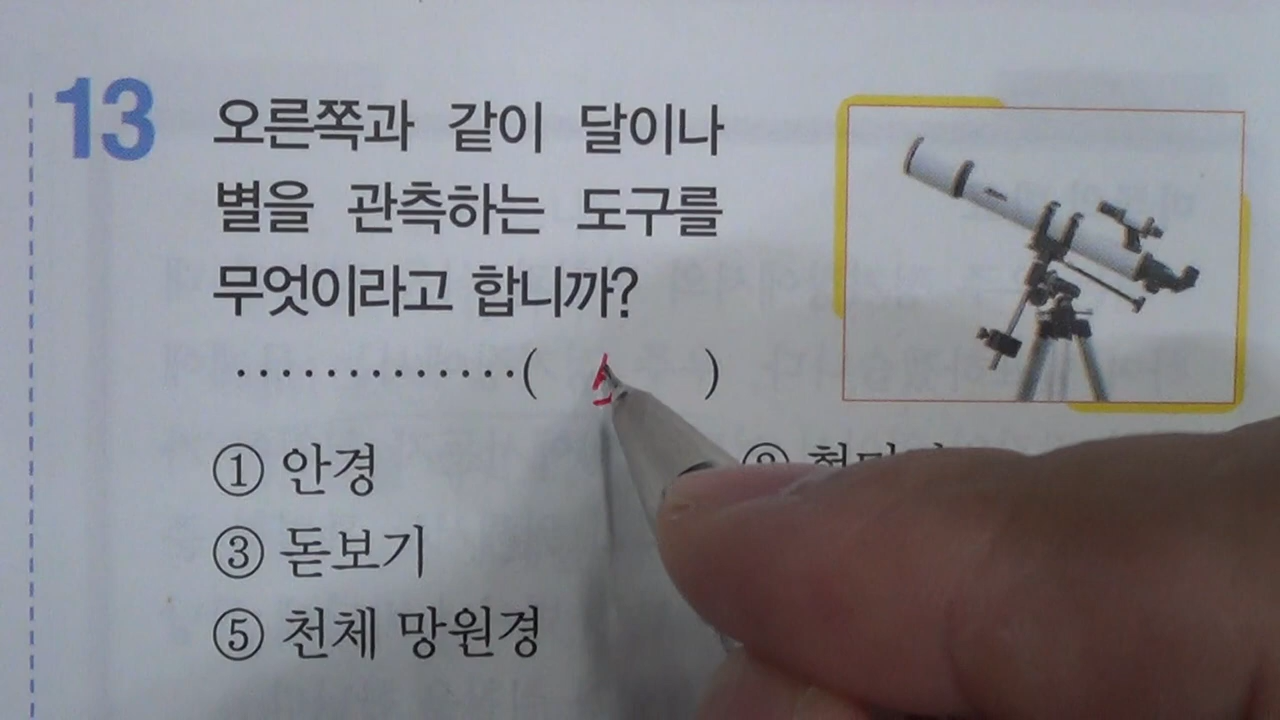 13 오른쪽과 같이 달이나
별을 관측하는 도구를
무엇이라고 합니까?
·············( )
① 안경 ②
③ 돋보기
⑤ 천체 망원경